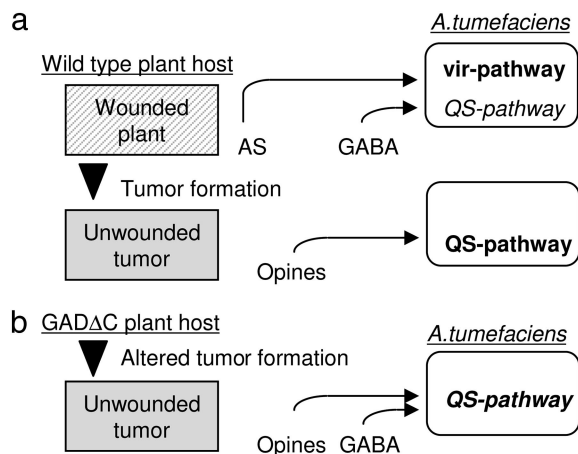 a
A.tumefaciens
Wild type plant host
Wounded
plant
vir-pathway
QS-pathway
AS
GABA
Tumor formation
Unwounded
tumor
QS-pathway
Opines
b
GADΔC plant host
A.tumefaciens
Altered tumor formation
Unwounded
tumor
QS-pathway
Opines
GABA